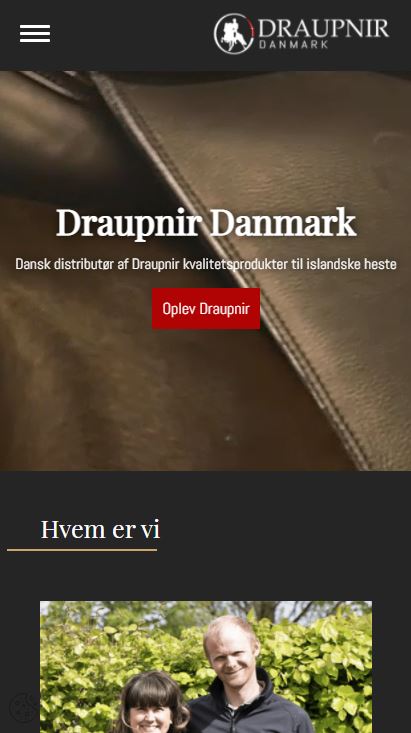 DRAUPNIR
DANMARK
Draupnir Danmark
Dansk distributør af Draupnir kvalitetsprodukter til islandske heste
Oplev Draupnir
Hvem er vi